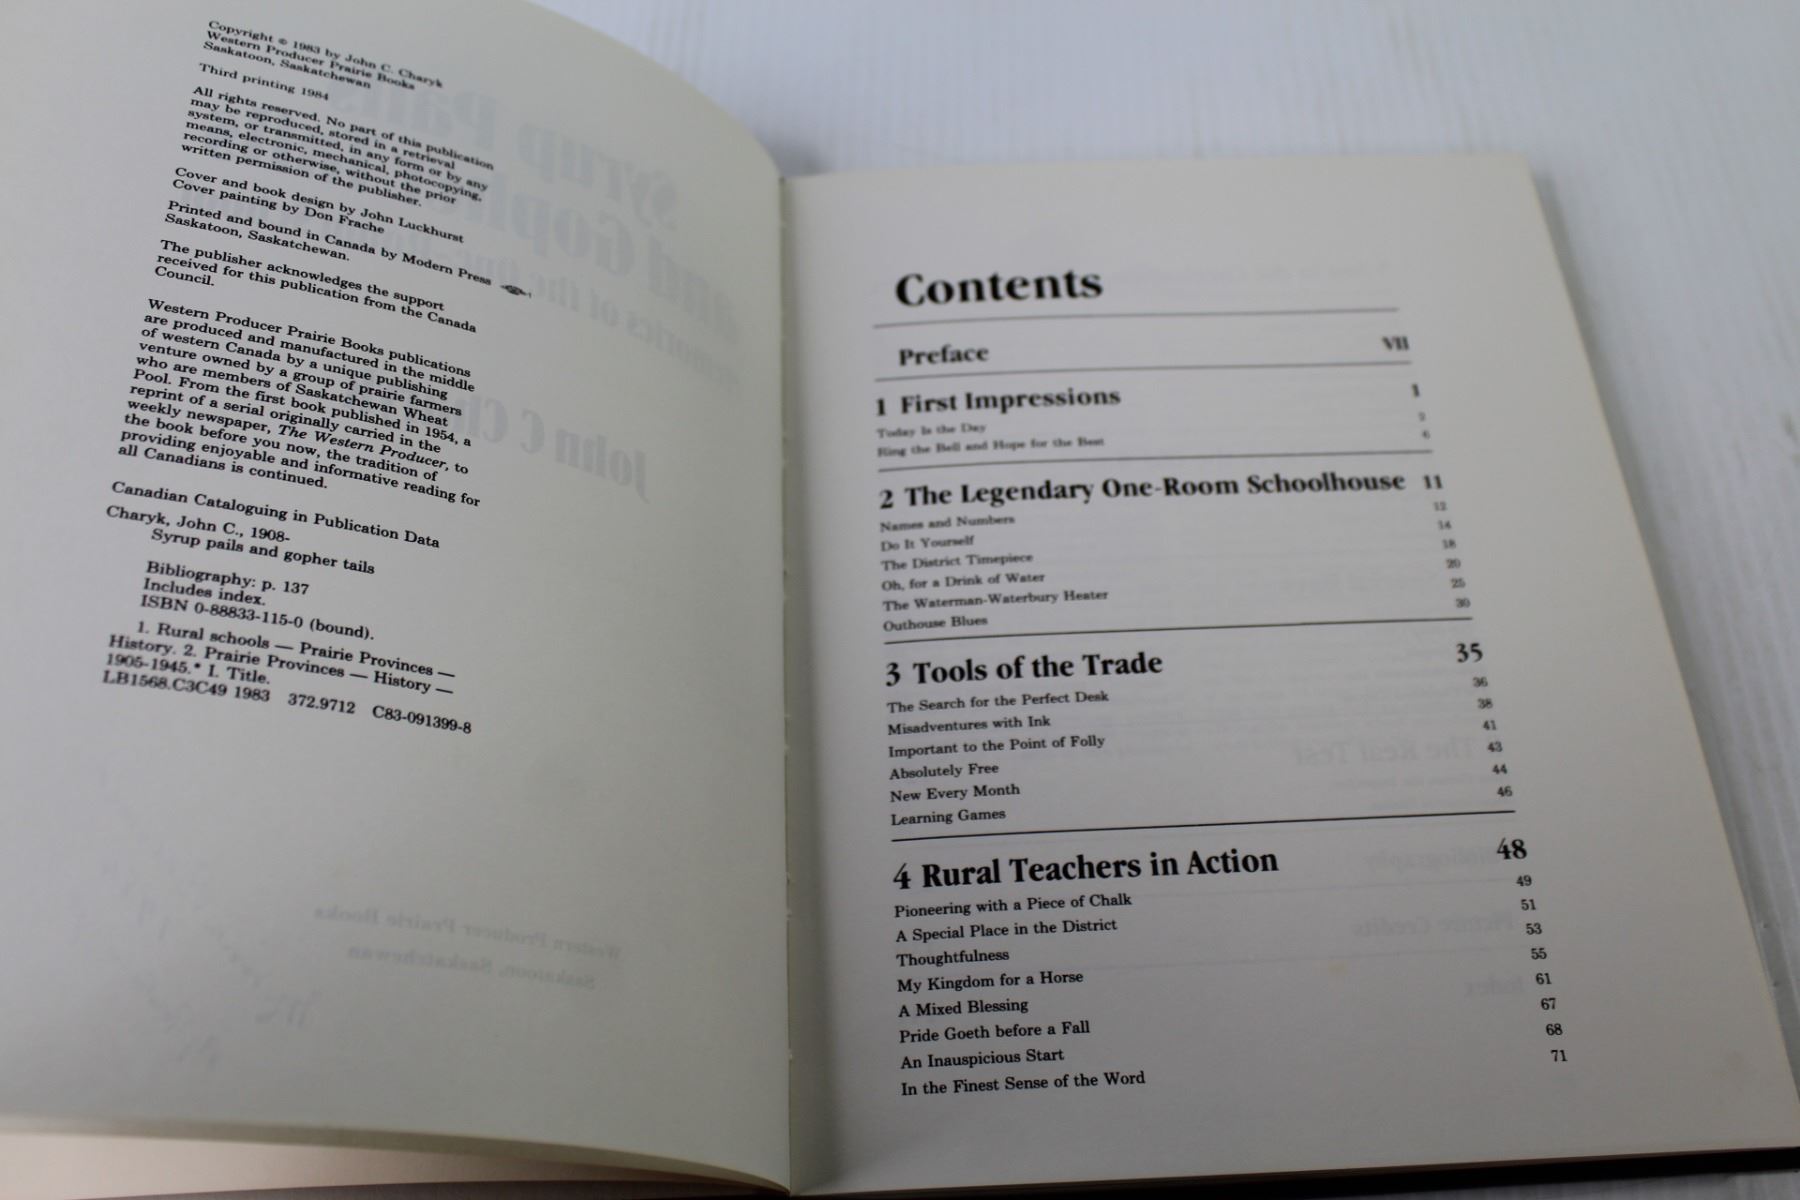 Copyright © 1983 by John C. Charyk
Western Producer Prairie Books
Saskatoon, Saskatchewan
Third printing 1984
All rights reserved. No part of this publication
may be reproduced, stored in a retrieval
system, or transmitted, in any form or by any
means, electronic, mechanical, photocopying,
recording or otherwise, without the prior
written permission of the publisher.
Cover and book design by John Luckhurst
Cover painting by Don Frache
Printed and bound in Canada by Modern Press
Saskatoon, Saskatchewan.
The publisher acknowledges the support
received for this publication from the Canada
Council.
Western Producer Prairie Books publications
are produced and manufactured in the middle
of western Canada by a unique publishing
venture owned by a group of prairie farmers
who are members of Saskatchewan Wheat
Pool. From the first book published in 1954, a
reprint of a serial originally carried in the
weekly newspaper, The Western Producer, to
the book before you now, the tradition of
providing enjoyable and informative reading for
all Canadians is continued.
Canadian Cataloguing in Publication Data
Charyk, John C., 1908-
Syrup pails and gopher tails
Bibliography: p. 137
Includes index.
ISBN 0-88833-115-0 (bound).
1. Rural schools — Prairie Provinces —
History. 2. Prairie Provinces — History —
1905-1945.* I. Title.
LB1568.C3C49 1983 372.9712 C83-091399-8
Contents
Preface VII
1 First Impressions 1
Today Is the Day 2
Ring the Bell and Hope for the Best 6
2 The Legendary One-Room Schoolhouse 11
Names and Numbers 12
Do It Yourself 14
The District Timepiece 18
Oh, for a Drink of Water 20
The Waterman-Waterbury Heater 25
Outhouse Blues 30
3 Tools of the Trade 35
The Search for the Perfect Desk 36
Misadventures with Ink 38
Important to the Point of Folly 41
Absolutely Free 43
New Every Month 44
Learning Games 46
4 Rural Teachers in Action 48
Pioneering with a Piece of Chalk 49
A Special Place in the District 51
Thoughtfulness 53
My Kingdom for a Horse 55
A Mixed Blessing 61
Pride Goeth before a Fall 67
An Inauspicious Start 68
In the Finest Sense of the Word 71